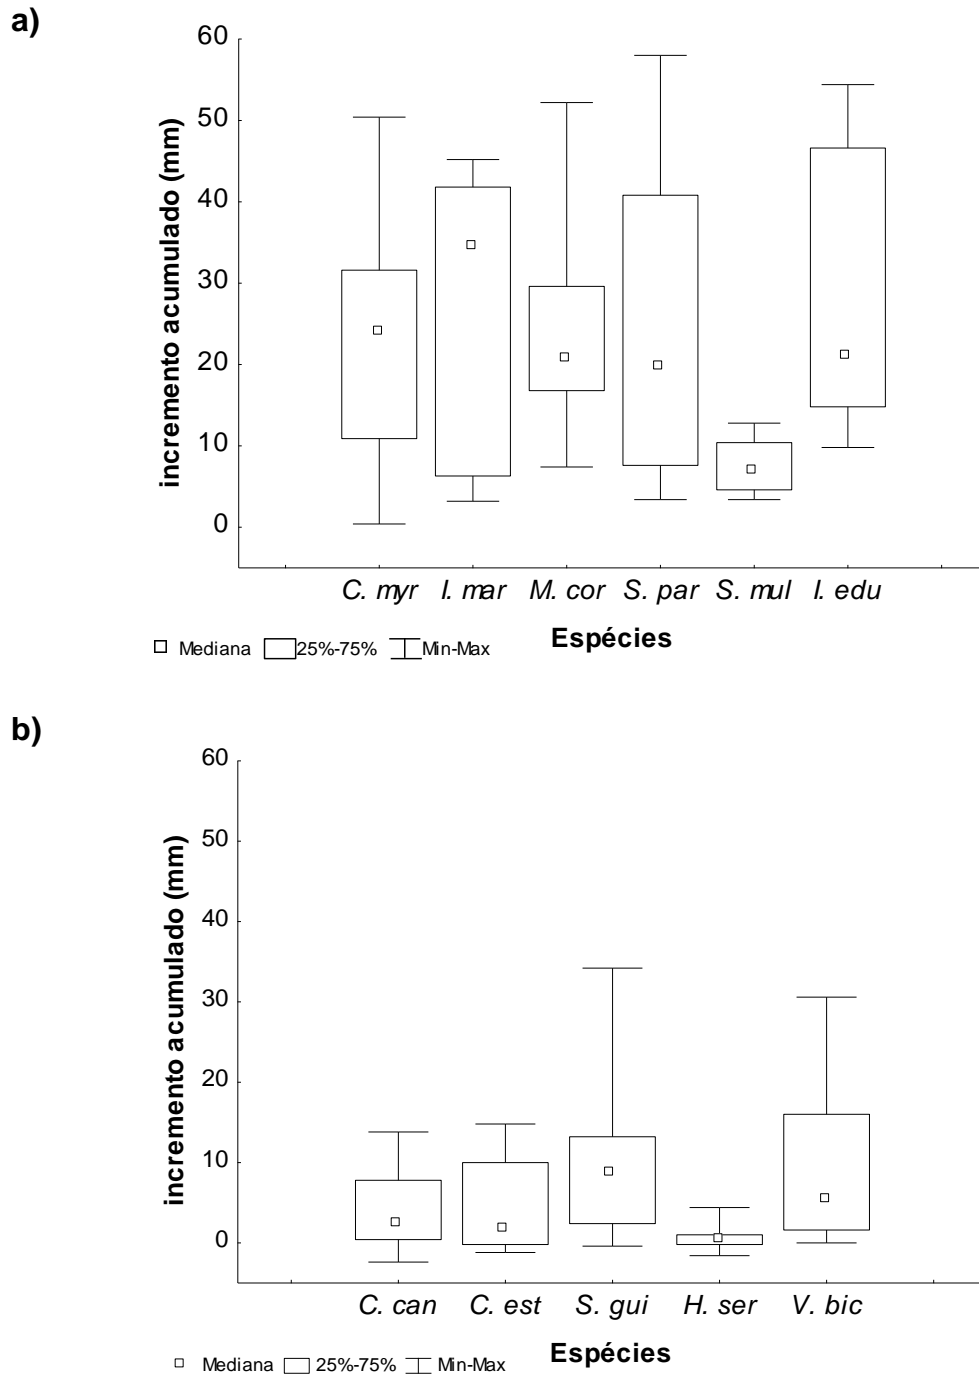 a)
incremento acumulado (mm)
60
50
40
30
20
10
0
C. myr I. mar M. cor S. par S. mul I. edu
Espécies
Mediana 25%-75% Min-Max
b)
incremento acumulado (mm)
60
50
40
30
20
10
0
C. can C. est S. gui H. ser V. bic
Espécies
Mediana 25%-75% Min-Max